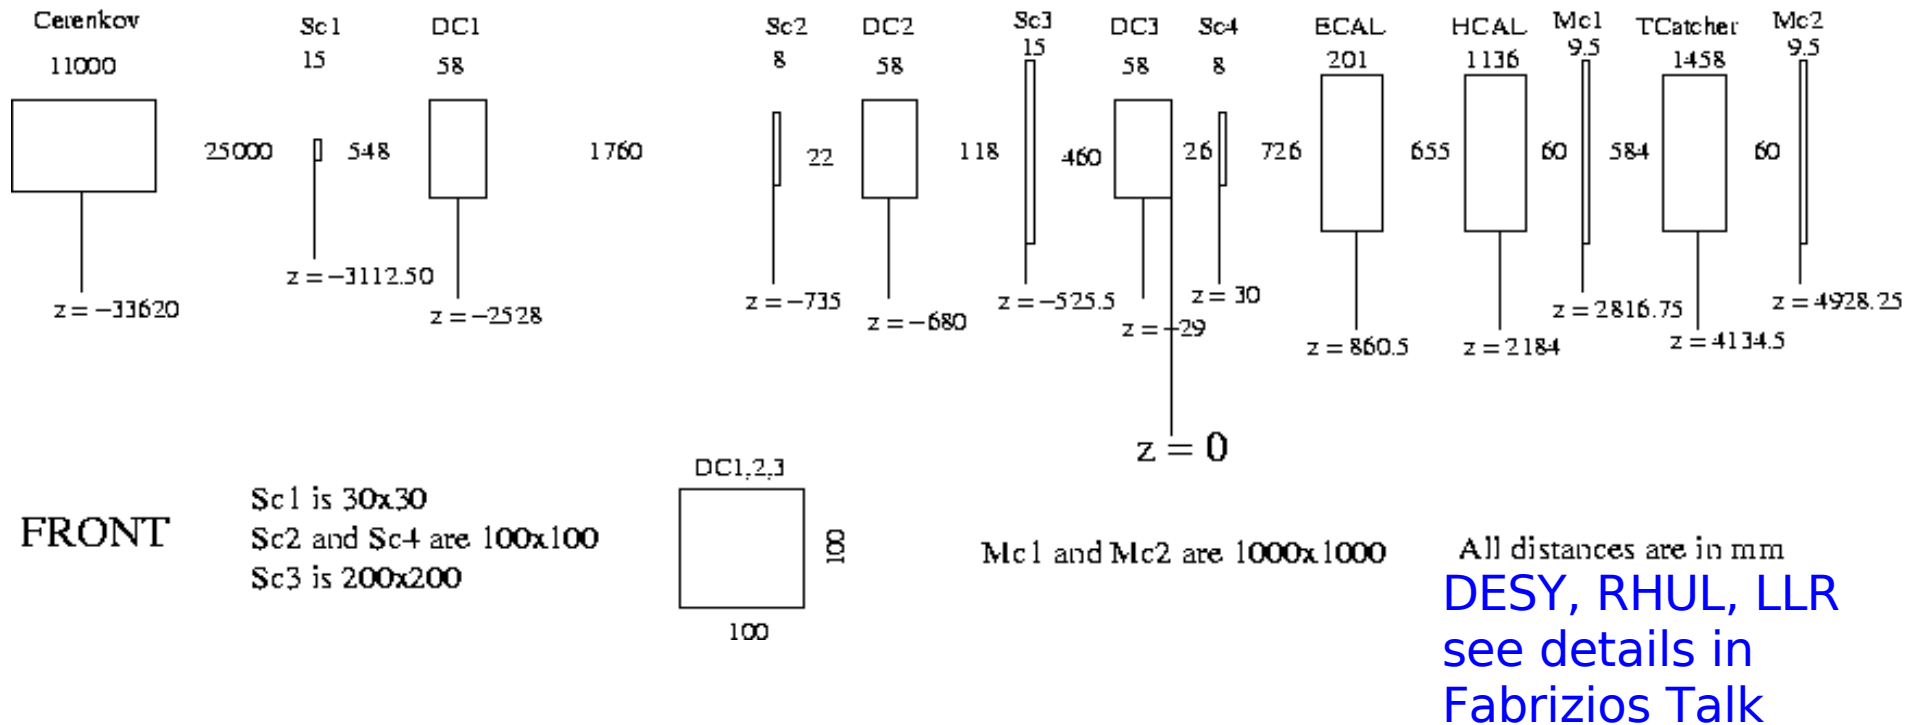 Cerenkov Sc1 DC1 Sc2 DC2 Sc3 DC3 Sc4 ECAL HCAL Mc1 TCatcher Mc2
11000 15 58 8 58 15 58 8 201 1136 9.5 1458 9.5
25000 548 1760 22 118 460 26 726 655 60 584 60
z = -33620 z = -3112.50 z = -2528 z = -735 z = -680 z = -525.5 z = -29 z = 30 z = 860.5 z = 2184 z = 2816.75 z = 4134.5 z = 4928.25
z = 0
FRONT
Sc1 is 30x30
Sc2 and Sc4 are 100x100
Sc3 is 200x200
DC1,2,3
100
100
Mc1 and Mc2 are 1000x1000
All distances are in mm
DESY, RHUL, LLR
see details in
Fabrizios Talk